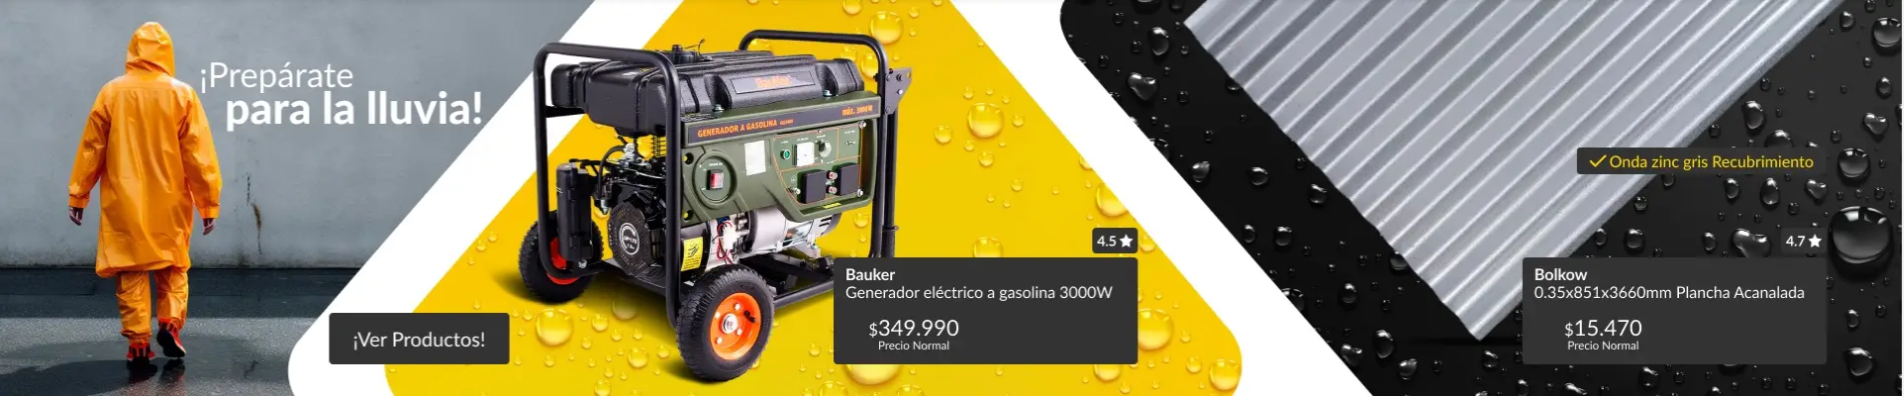 ¡Prepárate
para la lluvia!
¡Ver Productos!
GENERADOR A GASOLINA
4.5
Bauker
Generador eléctrico a gasolina 3000W
$349.990
Precio Normal
✓ Onda zinc gris Recubrimiento
4.7
Bolkow
0.35x851x3660mm Plancha Acanalada
$15.470
Precio Normal